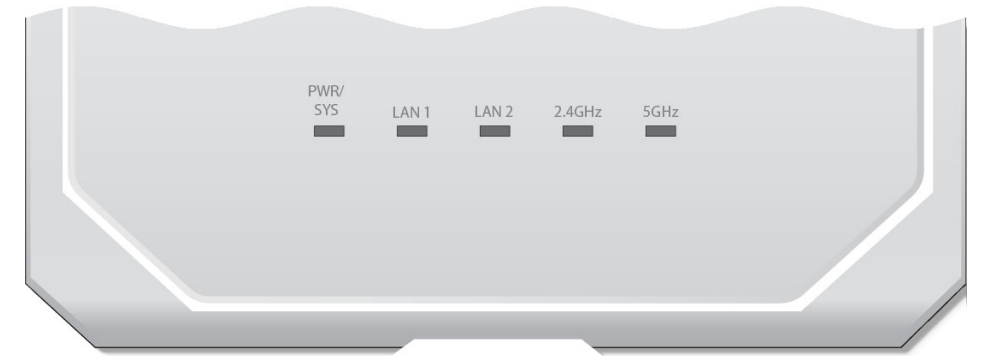 PWR/
SYS
LAN 1
LAN 2
2.4GHz
5GHz